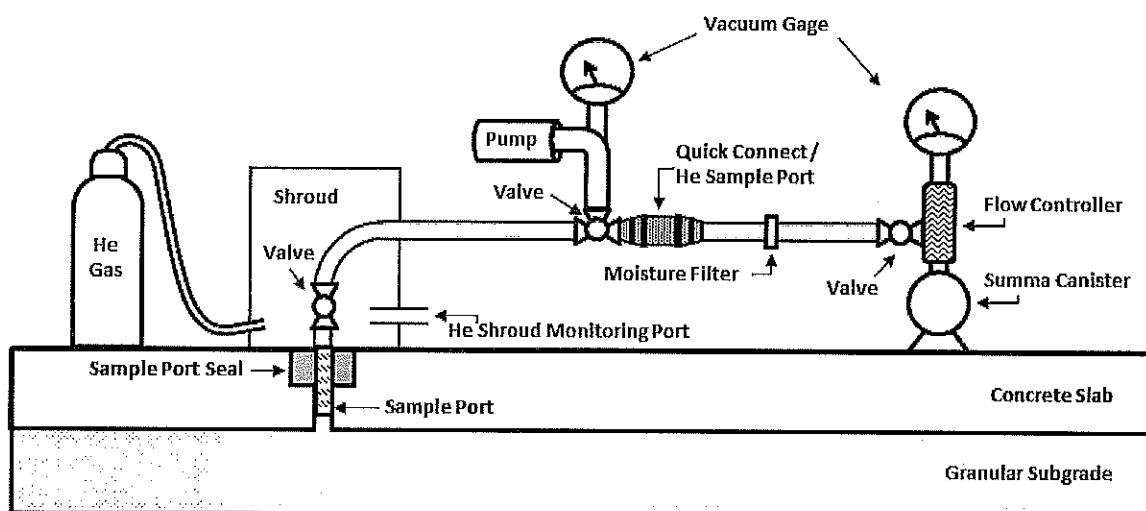 Vacuum Gage
Pump
Quick Connect/
He Sample Port
Shroud
Valve
Flow Controller
He
Gas
Valve
Moisture Filter
Valve
Summa Canister
He Shroud Monitoring Port
Sample Port Seal
Concrete Slab
Sample Port
Granular Subgrade